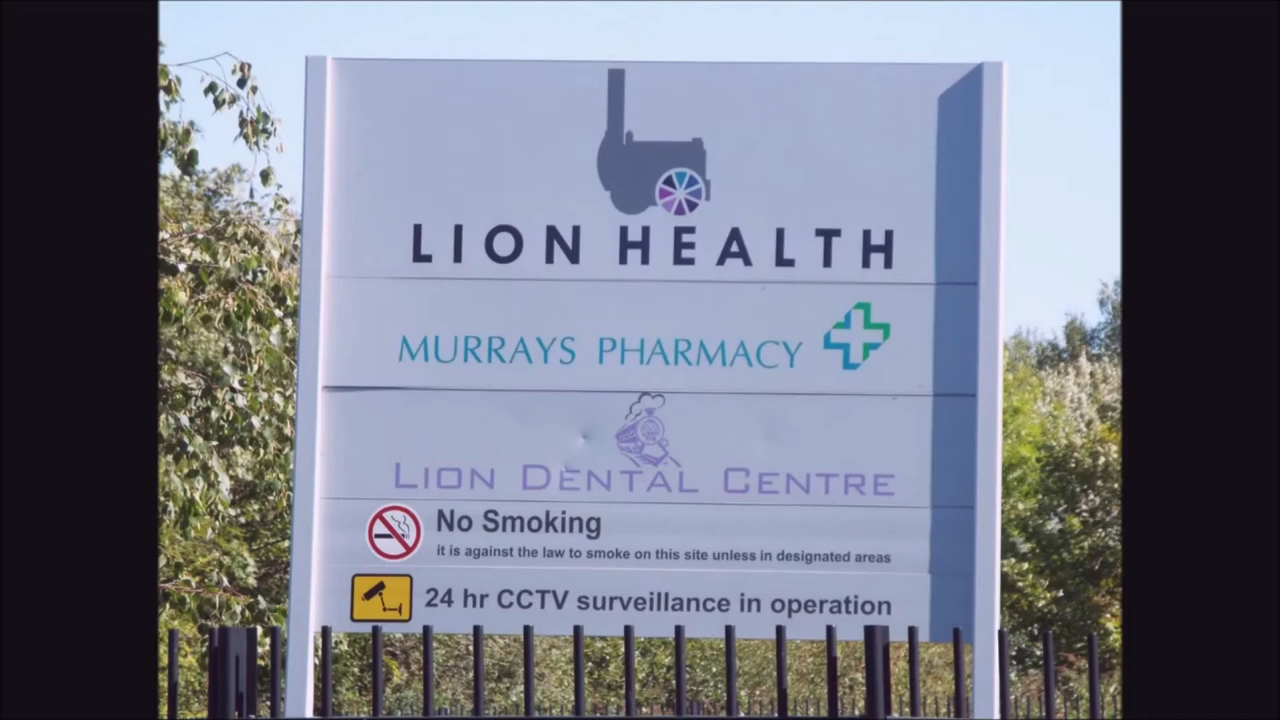 LION HEALTH
MURRAYS PHARMACY
LION DENTAL CENTRE
No Smoking
it is against the law to smoke on this site unless in designated areas
24 hr CCTV surveillance in operation